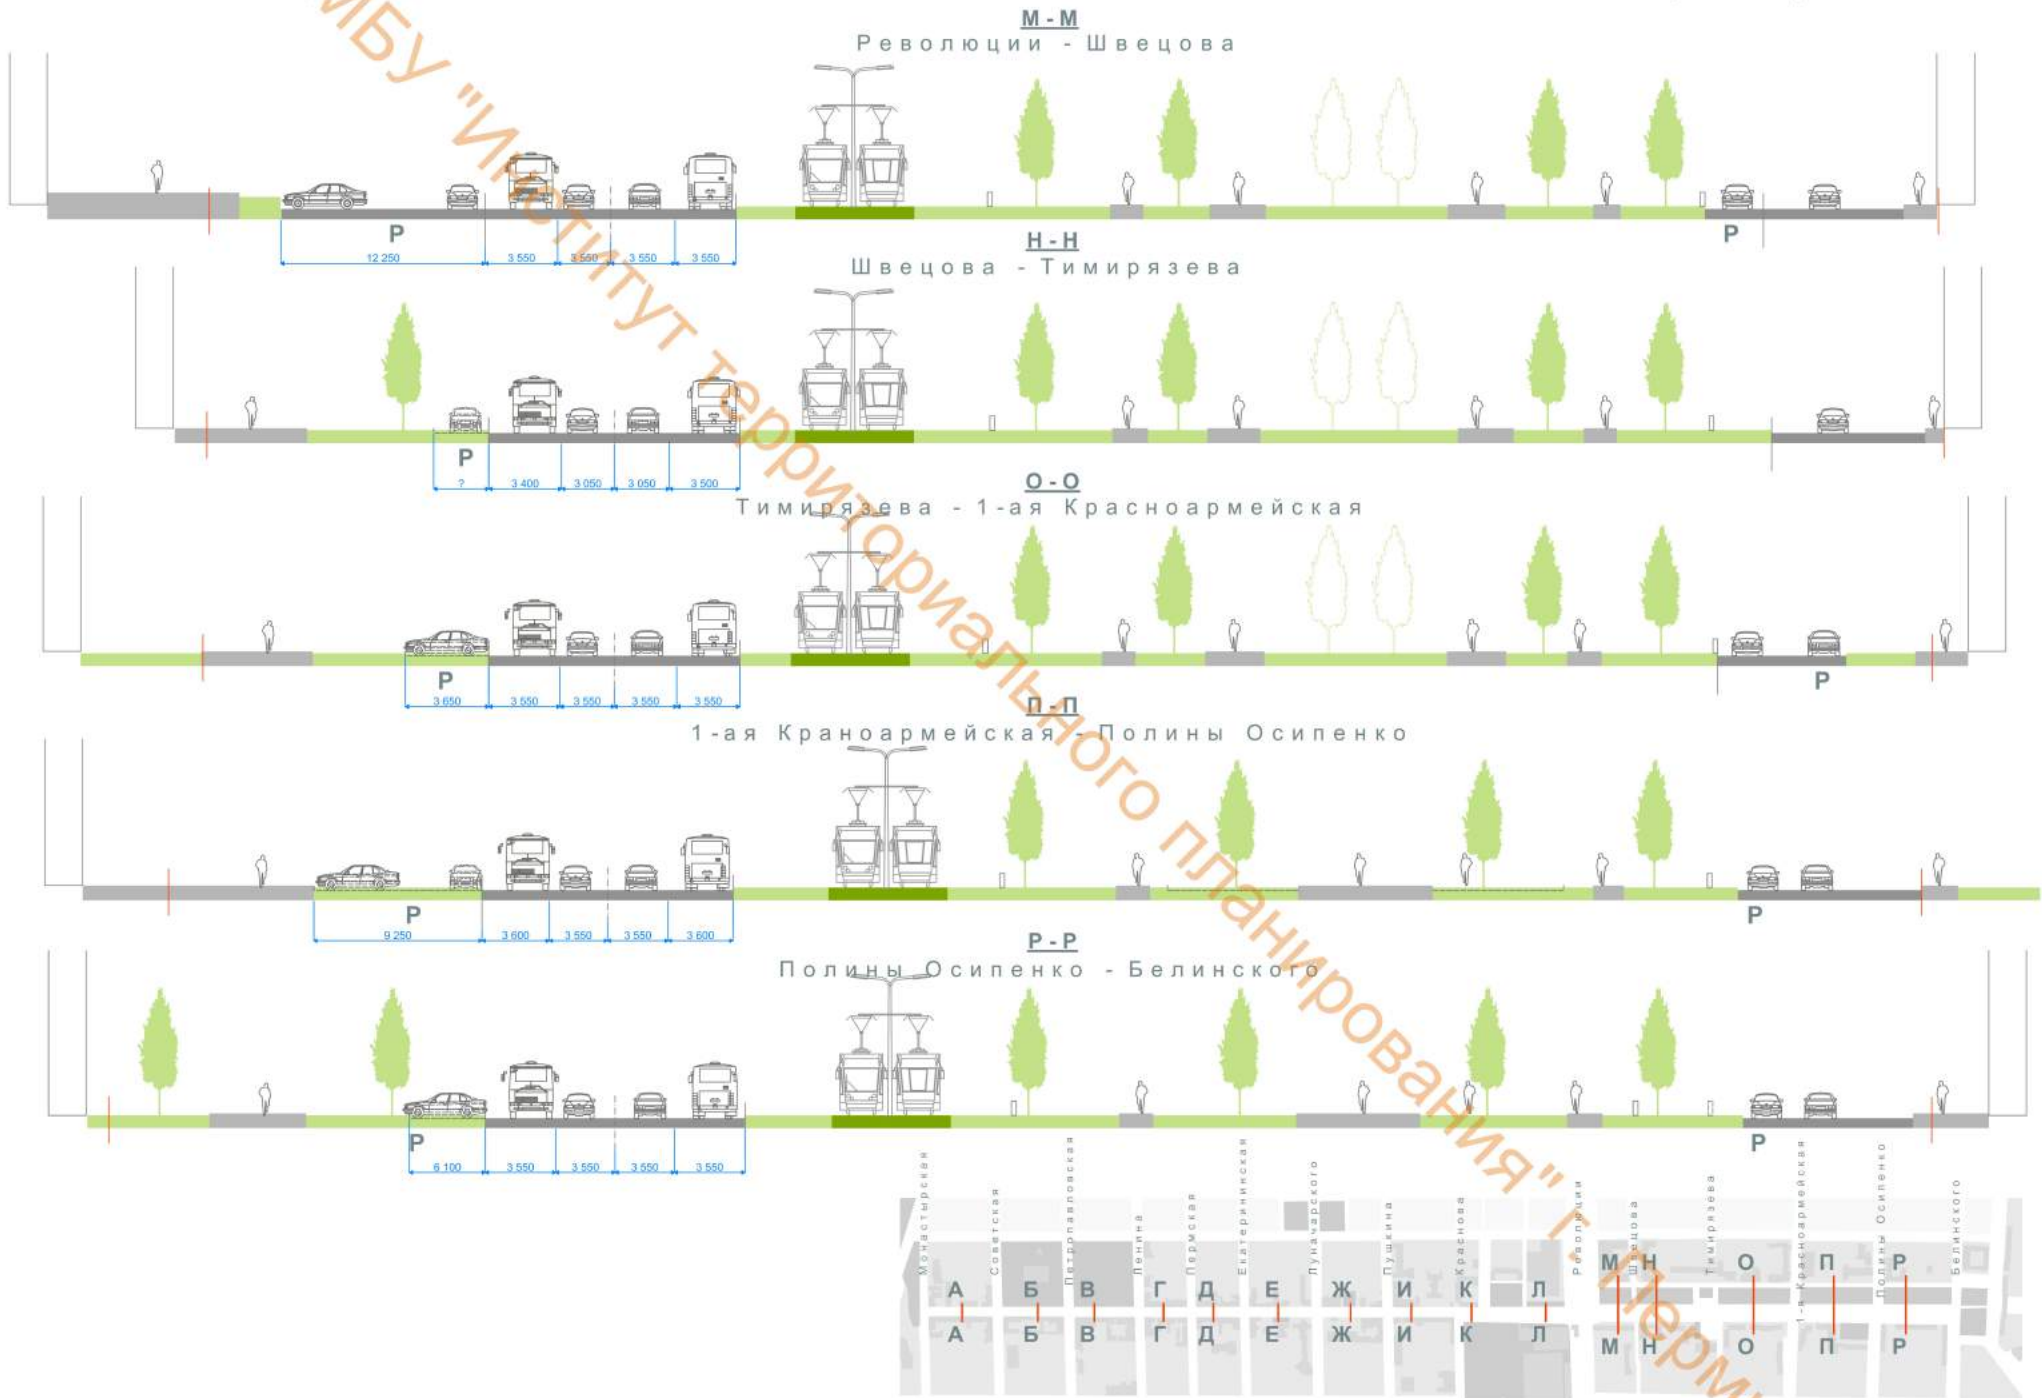 М - М
Революции - Швецова
Р
Р
12 250
3 550
3 550
3 550
3 550
Н - Н
Швецова - Тимирязева
Р
?
3 400
3 050
3 050
3 500
О - О
Тимирязева - 1-ая Красноармейская
Р
Р
3 650
3 550
3 550
3 550
3 550
П - П
1-ая Краноармейская - Полины Осипенко
Р
Р
9 250
3 600
3 550
3 550
3 600
Р - Р
Полины Осипенко - Белинского
Р
Р
6 100
3 550
3 550
3 550
3 550
Монастырская
Советская
Петропавловская
Ленина
Пермская
Екатерининская
Луначарского
Пушкина
Краснова
Революции
Швецова
Тимирязева
1-я Красноармейская
Полины Осипенко
Белинского
А Б В Г Д Е Ж И К Л М Н О П Р
А Б В Г Д Е Ж И К Л М Н О П Р
МБУ "Институт территориального планирования" г. Перми